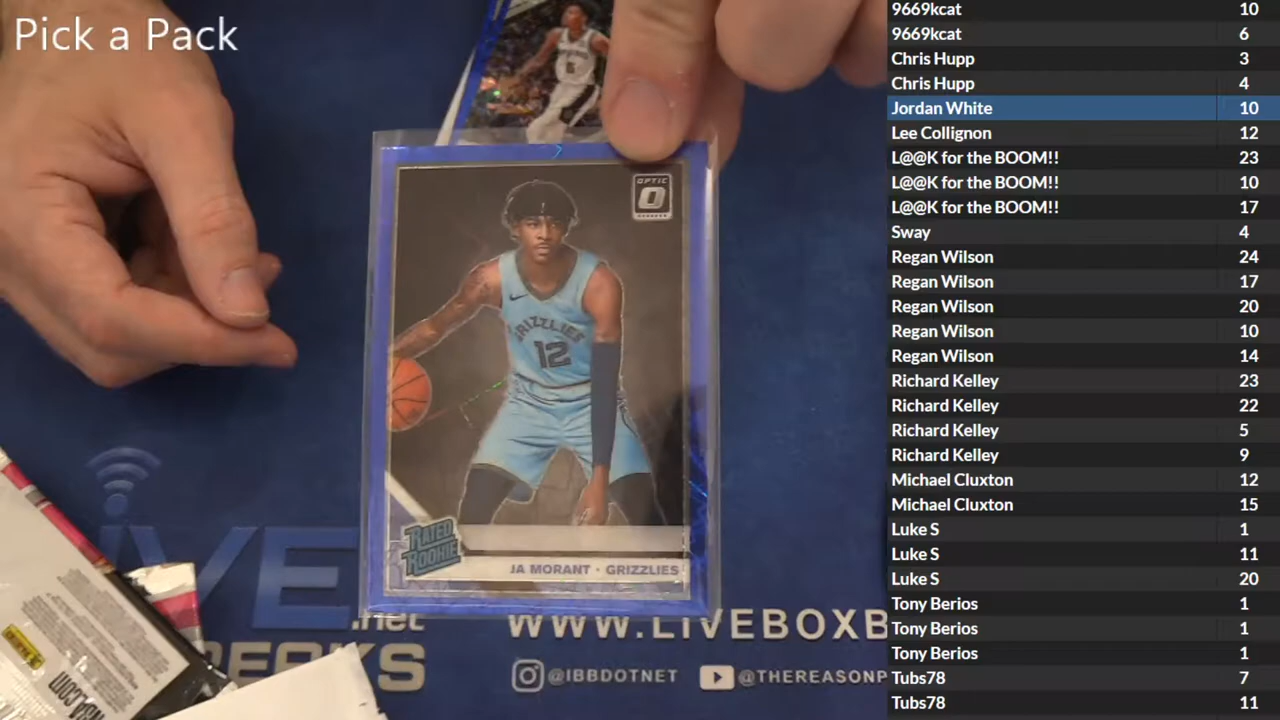 Pick a Pack
OPTIC
GRIZZLIES
12
RATED
ROOKIE
JA MORANT · GRIZZLIES
LIVE
.net
BREAKS
WWW.LIVEBOXB
@IBBDOTNET
@THEREASONP
NBA.COM
9669kcat 10
9669kcat 6
Chris Hupp 3
Chris Hupp 4
Jordan White 10
Lee Collignon 12
L@@K for the BOOM!! 23
L@@K for the BOOM!! 10
L@@K for the BOOM!! 17
Sway 4
Regan Wilson 24
Regan Wilson 17
Regan Wilson 20
Regan Wilson 10
Regan Wilson 14
Richard Kelley 23
Richard Kelley 22
Richard Kelley 5
Richard Kelley 9
Michael Cluxton 12
Michael Cluxton 15
Luke S 1
Luke S 11
Luke S 20
Tony Berios 1
Tony Berios 1
Tony Berios 1
Tubs78 7
Tubs78 11